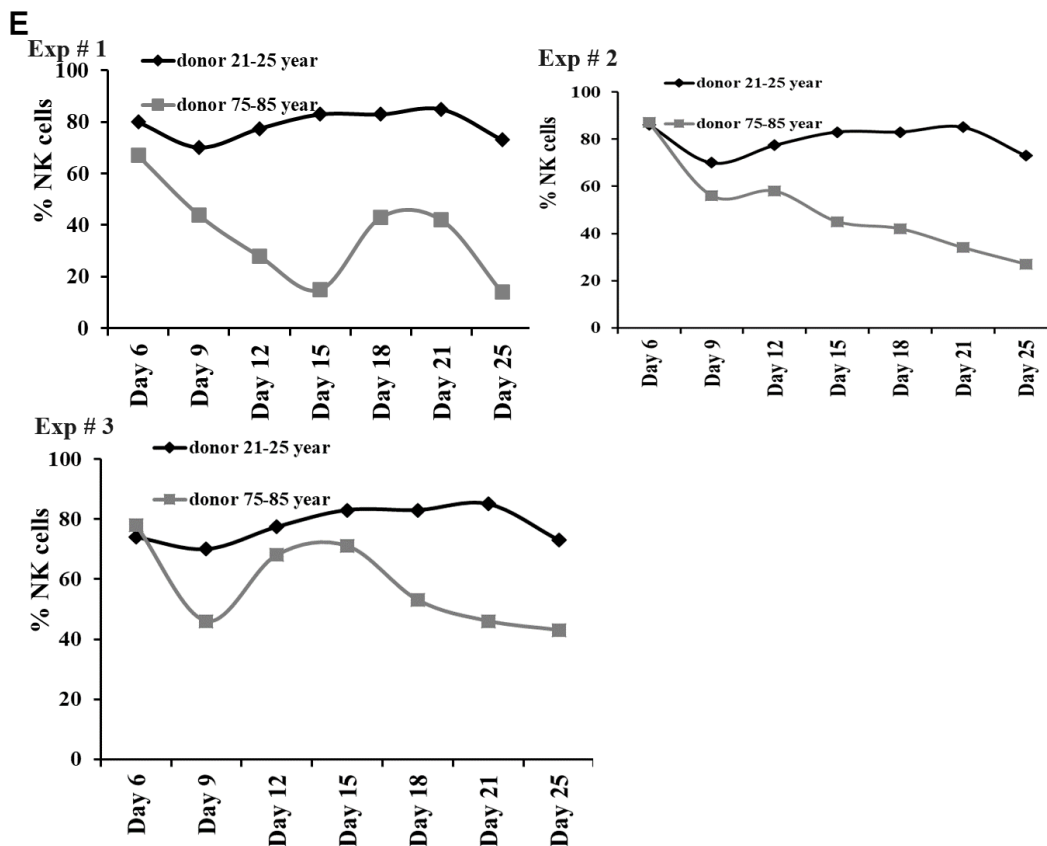 E
Exp # 1
donor 21-25 year
donor 75-85 year
% NK cells
100
80
60
40
20
0
Day 6
Day 9
Day 12
Day 15
Day 18
Day 21
Day 25
Exp # 2
donor 21-25 year
donor 75-85 year
% NK cells
100
80
60
40
20
0
Day 6
Day 9
Day 12
Day 15
Day 18
Day 21
Day 25
Exp # 3
donor 21-25 year
donor 75-85 year
% NK cells
100
80
60
40
20
0
Day 6
Day 9
Day 12
Day 15
Day 18
Day 21
Day 25